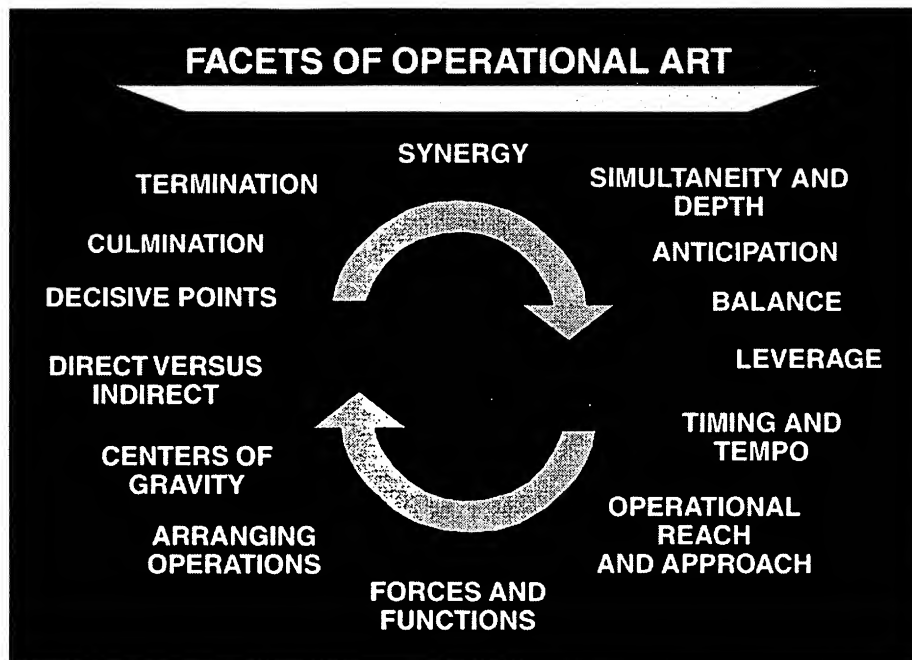 FACETS OF OPERATIONAL ART
SYNERGY
SIMULTANEITY AND
DEPTH
ANTICIPATION
BALANCE
LEVERAGE
TIMING AND
TEMPO
OPERATIONAL
REACH
AND APPROACH
FORCES AND
FUNCTIONS
ARRANGING
OPERATIONS
CENTERS OF
GRAVITY
DIRECT VERSUS
INDIRECT
DECISIVE POINTS
CULMINATION
TERMINATION